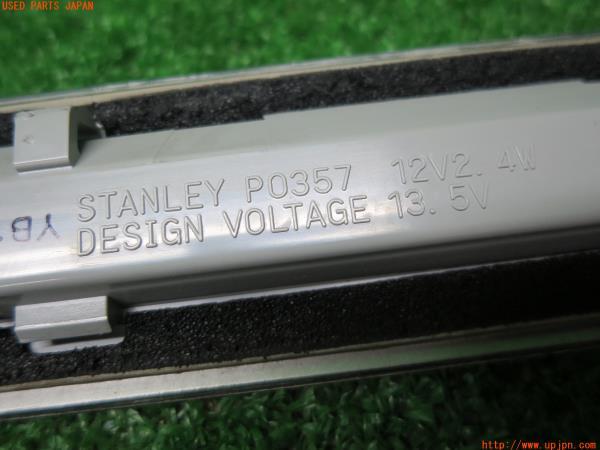 USED PARTS JAPAN
STANLEY P0357 12V2.4W
DESIGN VOLTAGE 13.5V
http://www.upjpn.com